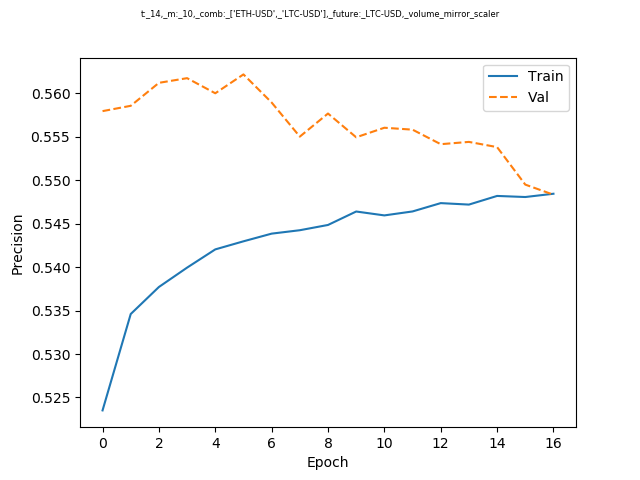 t:_14,_m:_10,_comb:_['ETH-USD',_'LTC-USD'],_future:_LTC-USD,_volume_mirror_scaler
Train
Val
0.560
0.555
0.550
0.545
0.540
0.535
0.530
0.525
Precision
0 2 4 6 8 10 12 14 16
Epoch